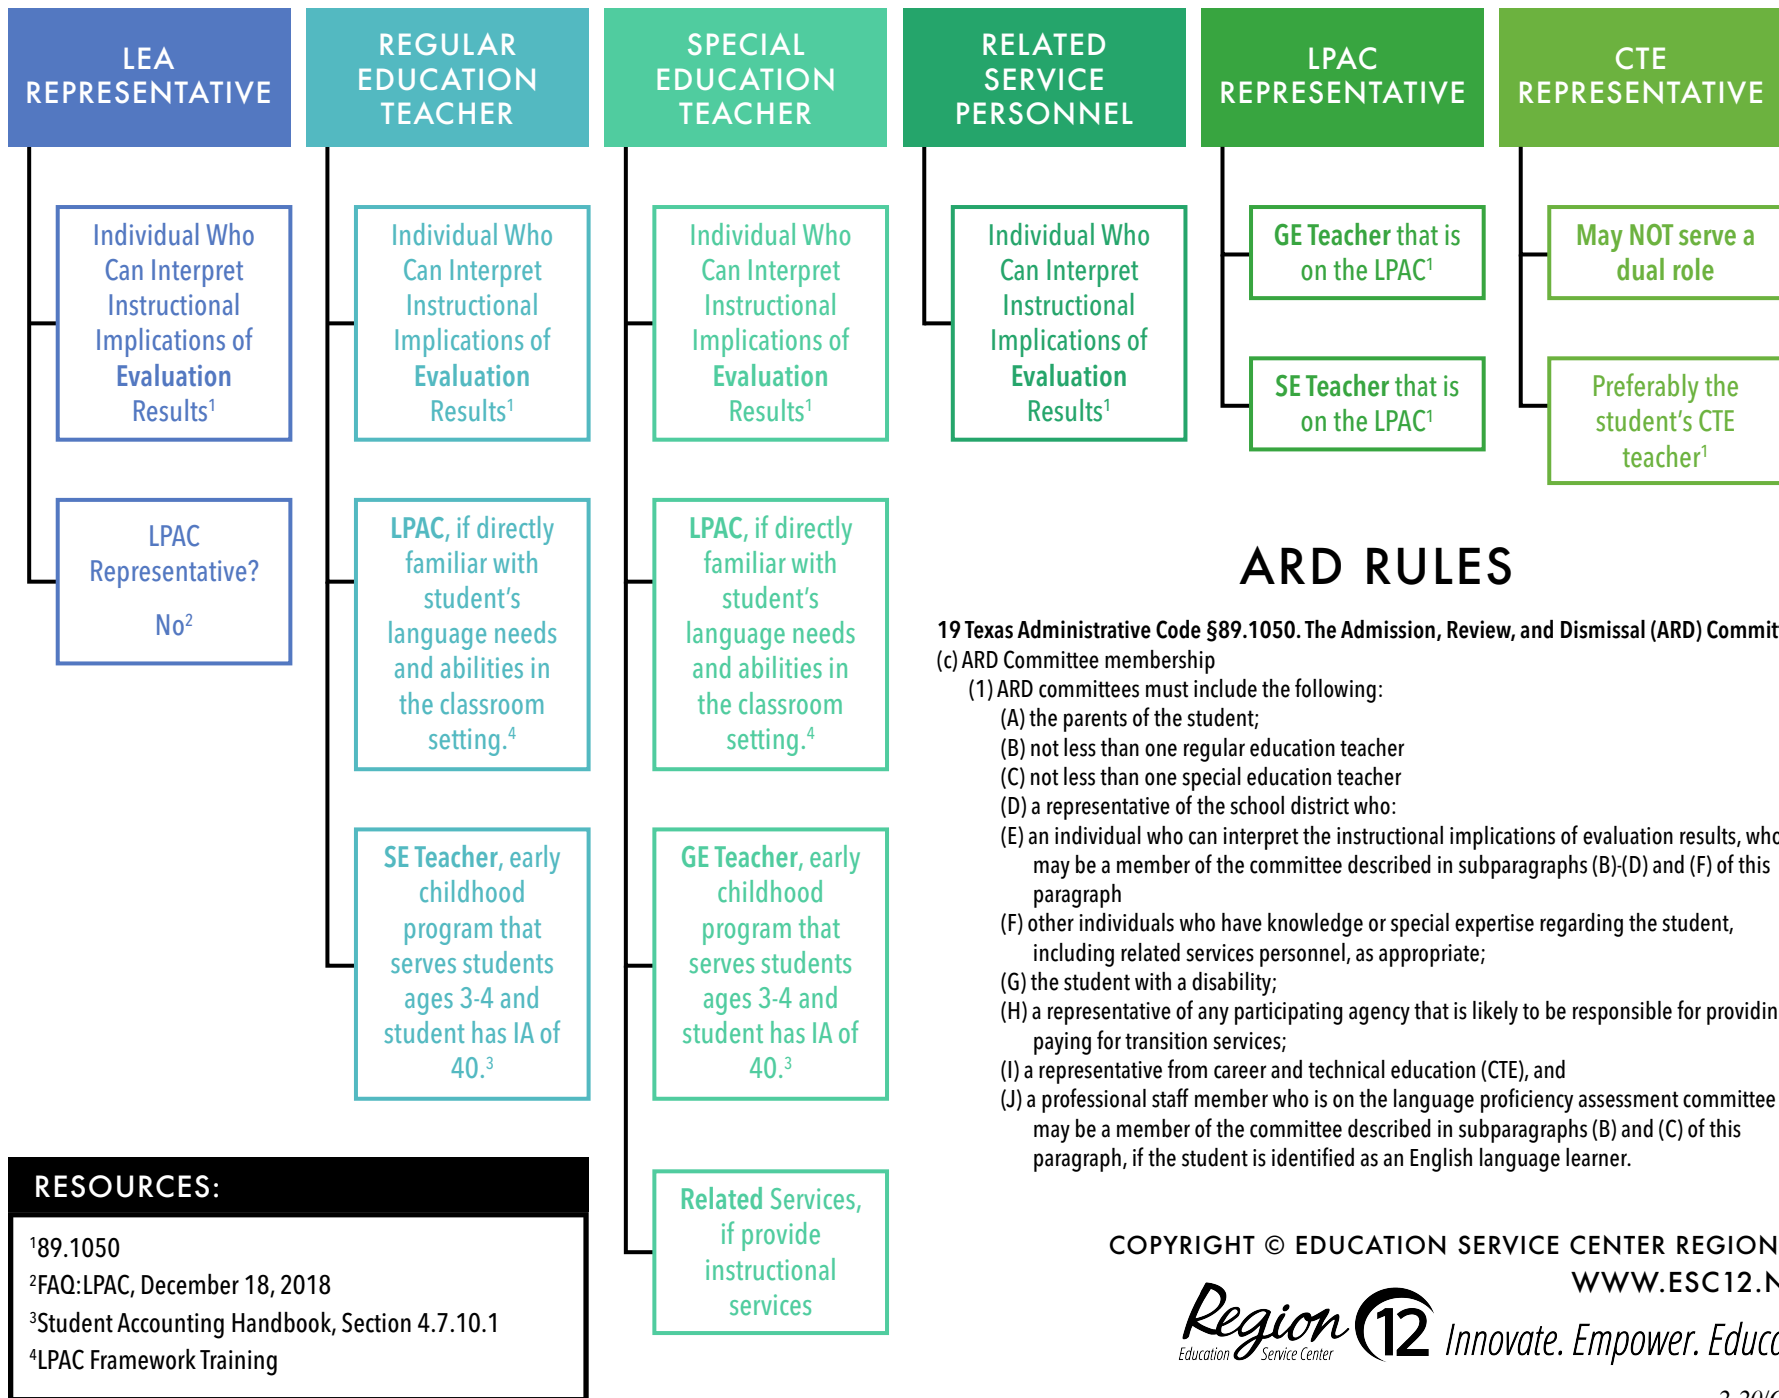 LEA
REPRESENTATIVE
REGULAR
EDUCATION
TEACHER
SPECIAL
EDUCATION
TEACHER
RELATED
SERVICE
PERSONNEL
LPAC
REPRESENTATIVE
CTE
REPRESENTATIVE
Individual Who
Can Interpret
Instructional
Implications of
Evaluation
Results¹
LPAC
Representative?
No²
Individual Who
Can Interpret
Instructional
Implications of
Evaluation
Results¹
LPAC, if directly
familiar with
student's
language needs
and abilities in
the classroom
setting.⁴
SE Teacher, early
childhood
program that
serves students
ages 3-4 and
student has IA of
40.³
Individual Who
Can Interpret
Instructional
Implications of
Evaluation
Results¹
LPAC, if directly
familiar with
student's
language needs
and abilities in
the classroom
setting.⁴
GE Teacher, early
childhood
program that
serves students
ages 3-4 and
student has IA of
40.³
Related Services,
if provide
instructional
services
Individual Who
Can Interpret
Instructional
Implications of
Evaluation
Results¹
GE Teacher that is
on the LPAC¹
SE Teacher that is
on the LPAC¹
May NOT serve a
dual role
Preferably the
student's CTE
teacher¹
ARD RULES
19 Texas Administrative Code §89.1050. The Admission, Review, and Dismissal (ARD) Commit
(c) ARD Committee membership
(1) ARD committees must include the following:
(A) the parents of the student;
(B) not less than one regular education teacher
(C) not less than one special education teacher
(D) a representative of the school district who:
(E) an individual who can interpret the instructional implications of evaluation results, who
may be a member of the committee described in subparagraphs (B)-(D) and (F) of this
paragraph
(F) other individuals who have knowledge or special expertise regarding the student,
including related services personnel, as appropriate;
(G) the student with a disability;
(H) a representative of any participating agency that is likely to be responsible for providin
paying for transition services;
(I) a representative from career and technical education (CTE), and
(J) a professional staff member who is on the language proficiency assessment committee
may be a member of the committee described in subparagraphs (B) and (C) of this
paragraph, if the student is identified as an English language learner.
RESOURCES:
¹89.1050
²FAQ:LPAC, December 18, 2018
³Student Accounting Handbook, Section 4.7.10.1
⁴LPAC Framework Training
COPYRIGHT © EDUCATION SERVICE CENTER REGION
WWW.ESC12.N
Region 12
Education Service Center
Innovate. Empower. Educa